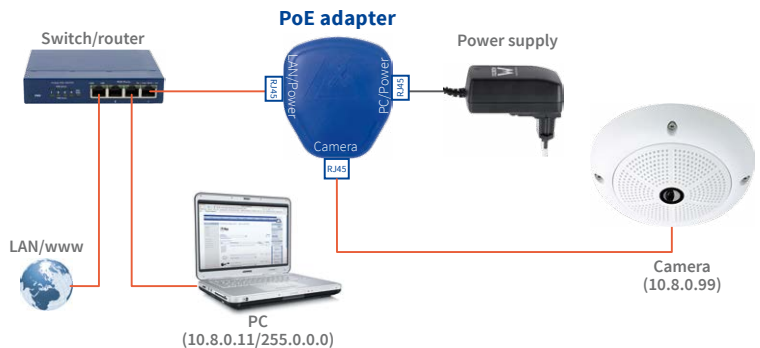 PoE adapter
Switch/router
Power supply
LAN/Power
PC/Power
RJ45
RJ45
Camera
RJ45
LAN/www
PC
(10.8.0.11/255.0.0.0)
Camera
(10.8.0.99)